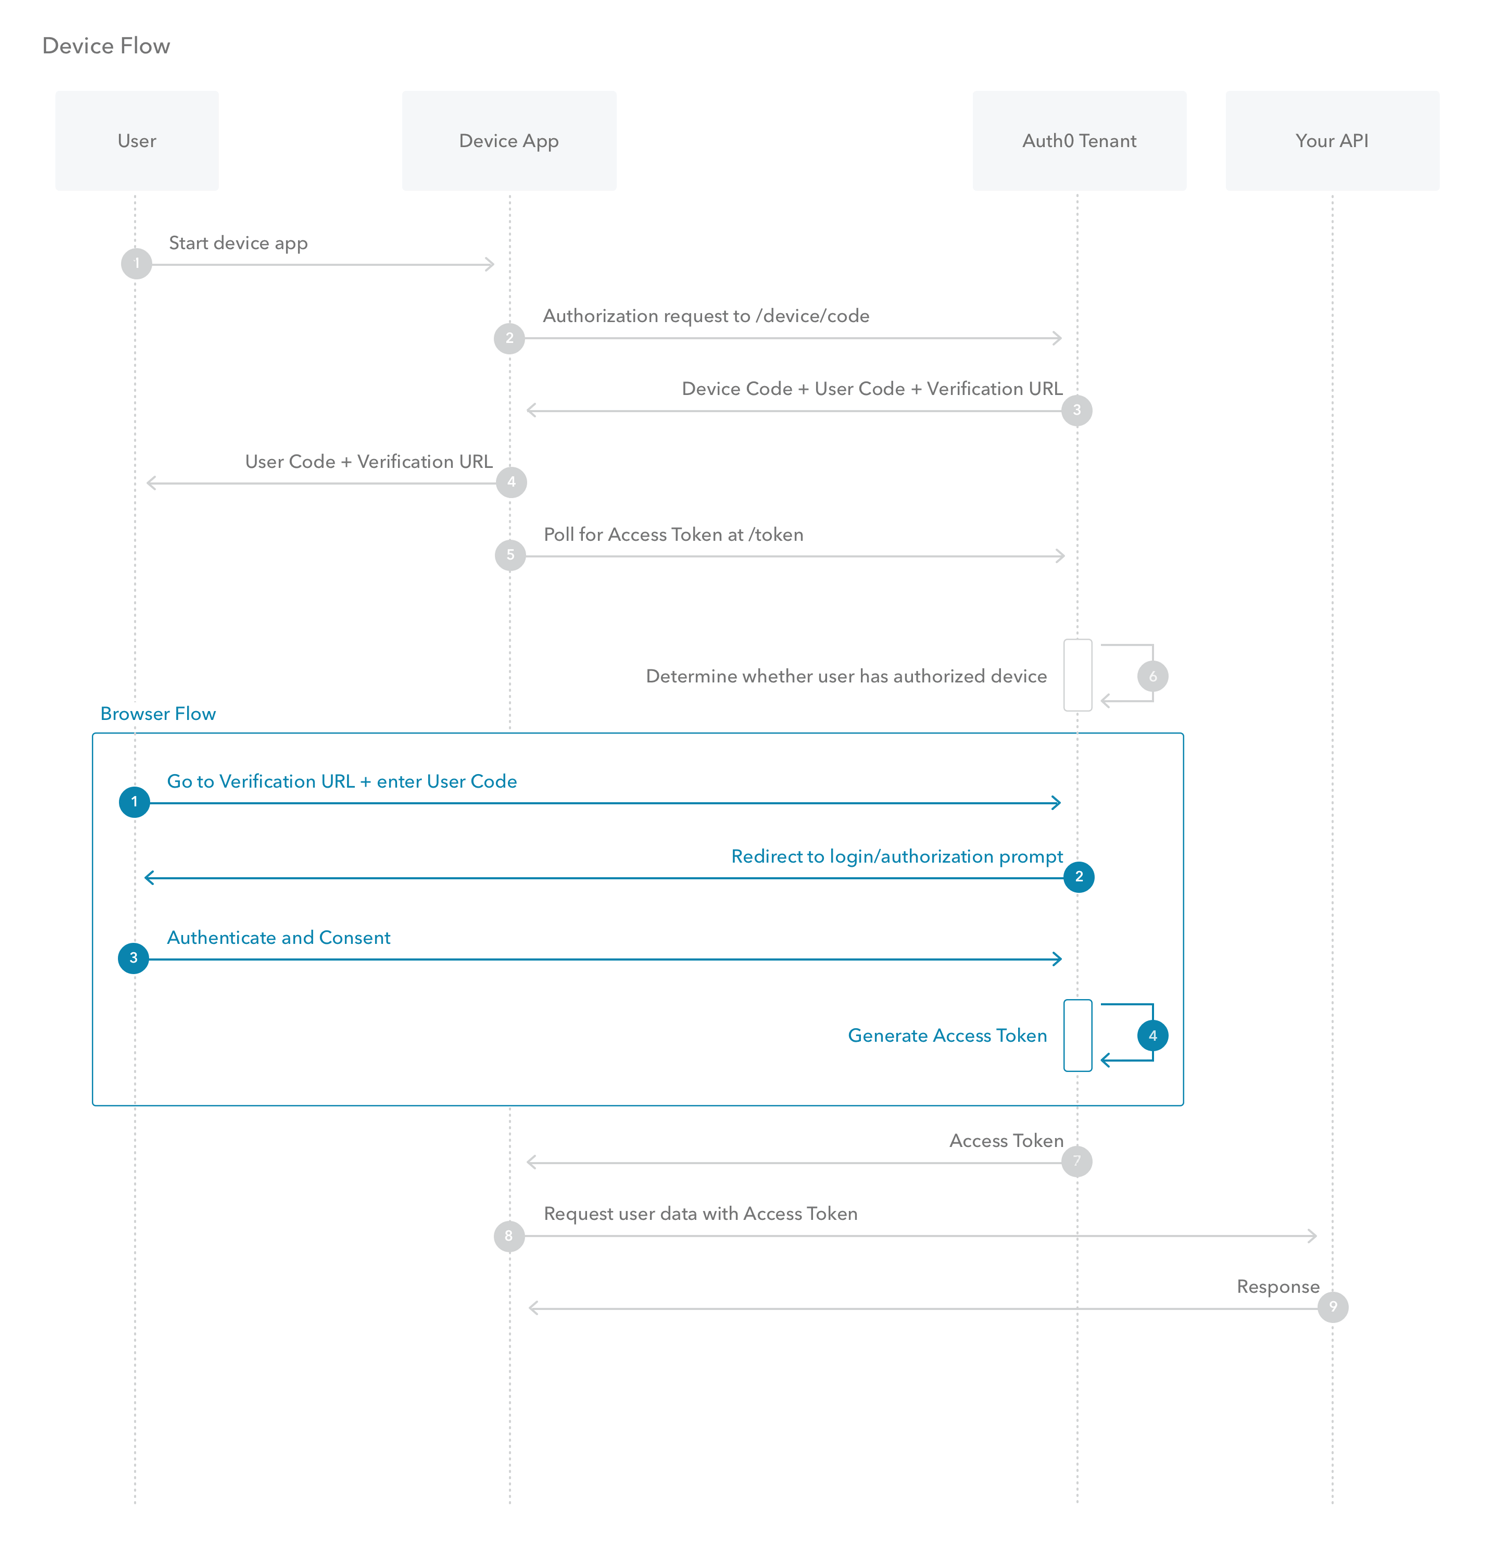 Device Flow
User
Device App
Auth0 Tenant
Your API
Start device app
1
Authorization request to /device/code
2
Device Code + User Code + Verification URL
3
User Code + Verification URL
4
Poll for Access Token at /token
5
Determine whether user has authorized device
6
Browser Flow
Go to Verification URL + enter User Code
1
Redirect to login/authorization prompt
2
Authenticate and Consent
3
Generate Access Token
4
Access Token
7
Request user data with Access Token
8
Response
9